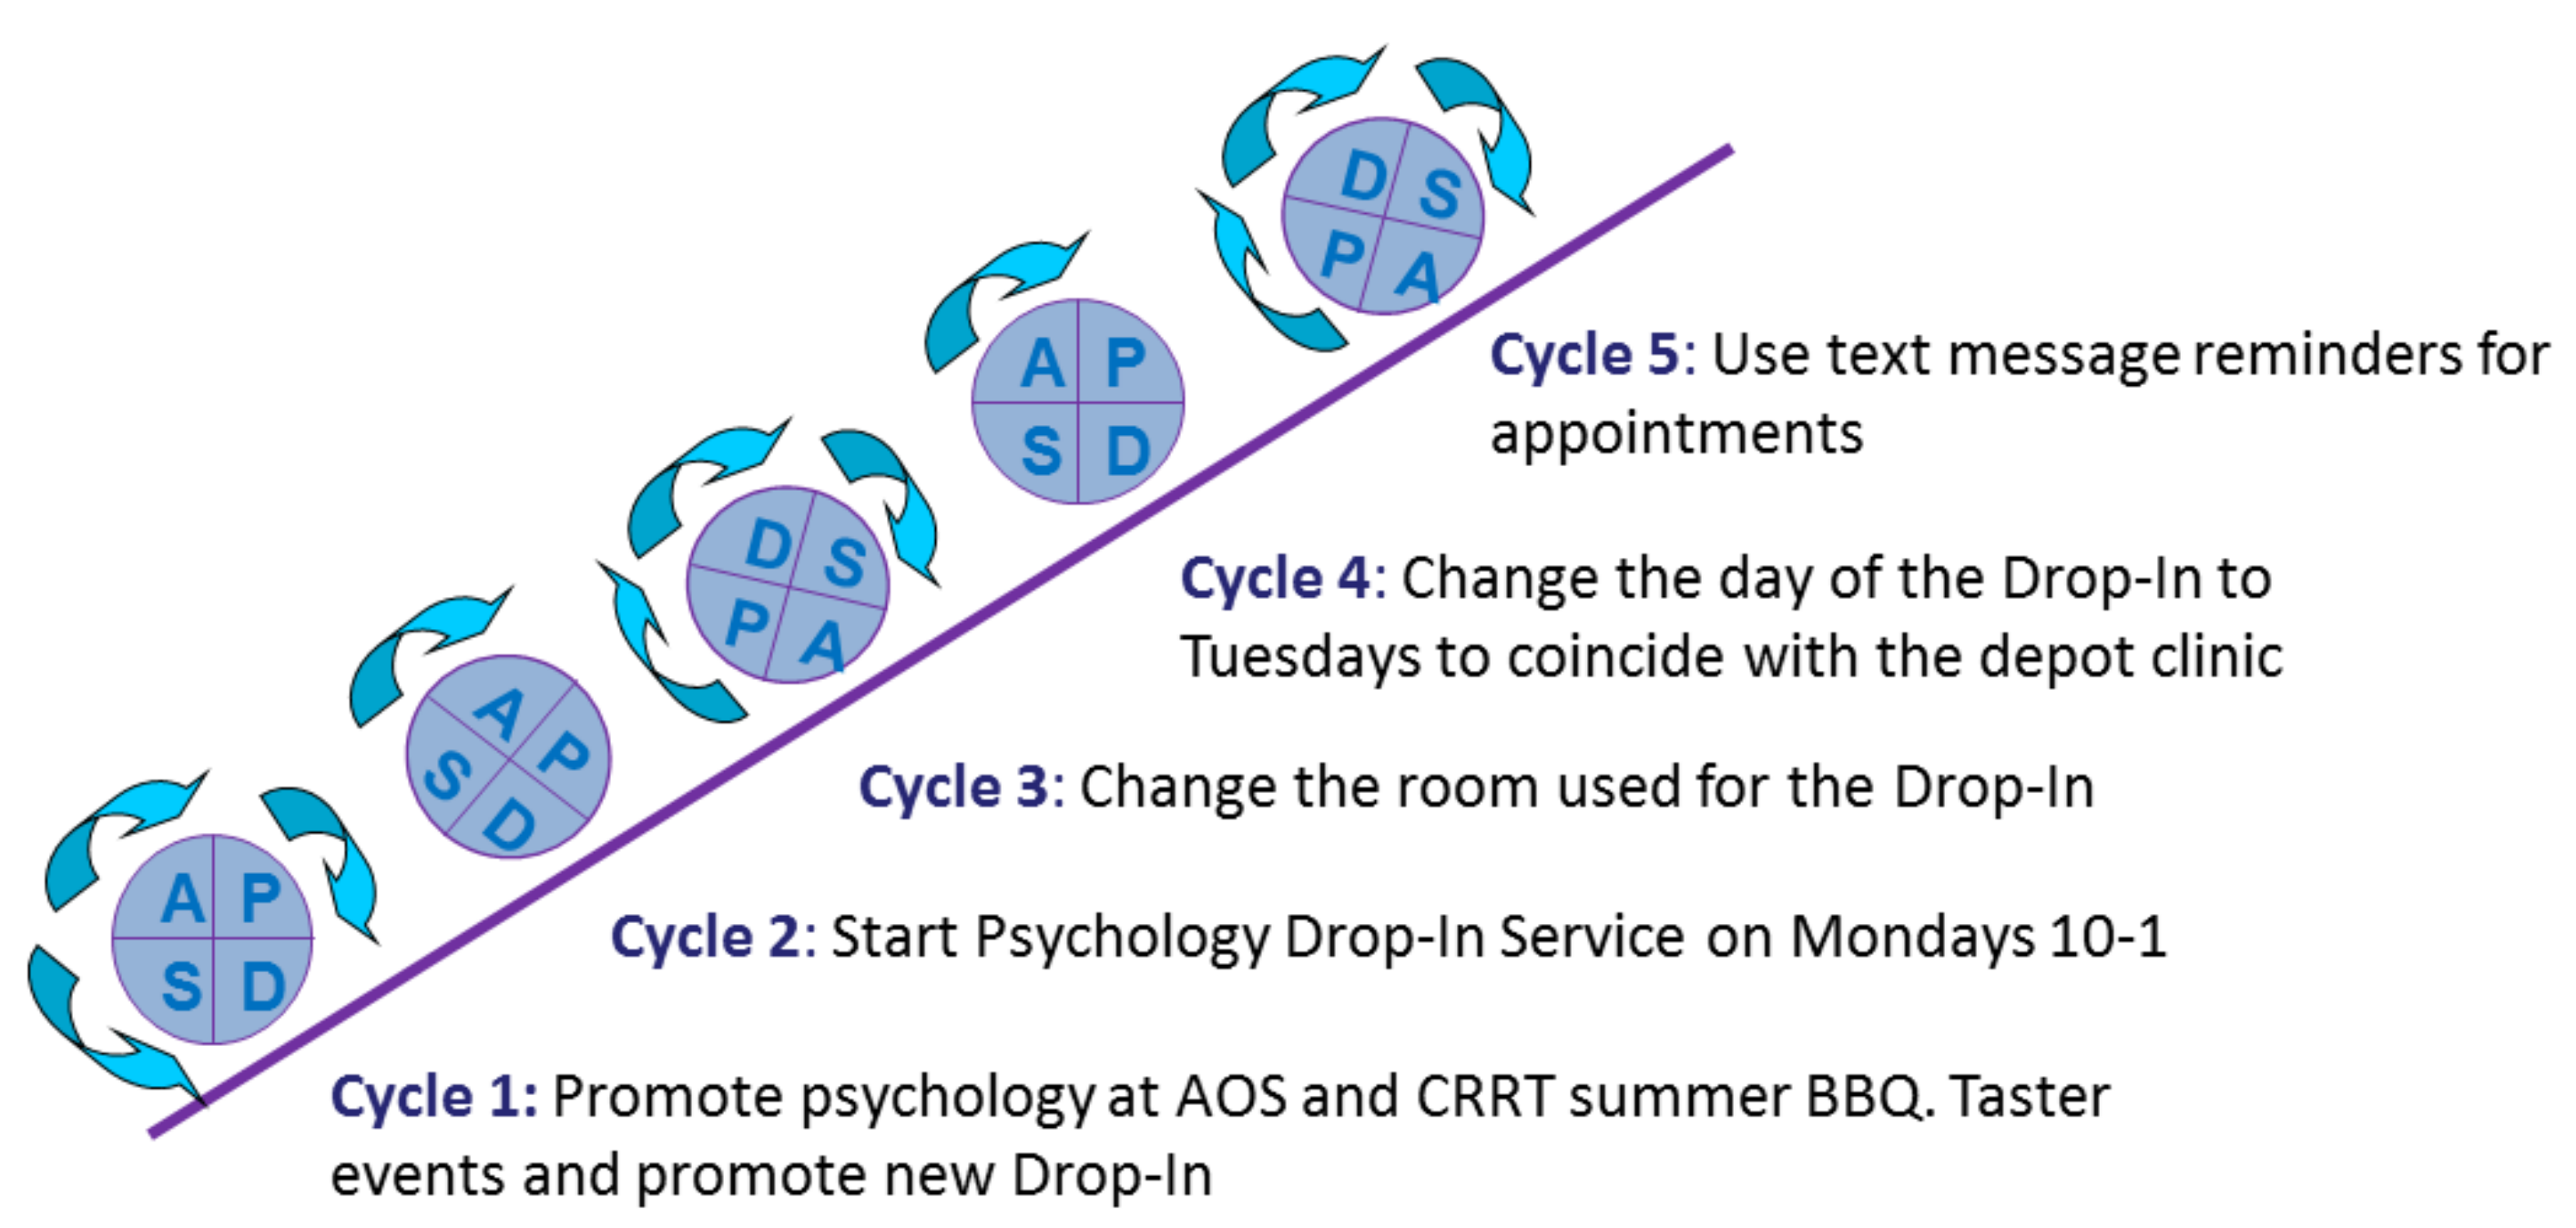 D S
P A
A P
S D
D S
P A
A P
S D
A P
S D
Cycle 5: Use text message reminders for
appointments
Cycle 4: Change the day of the Drop-In to
Tuesdays to coincide with the depot clinic
Cycle 3: Change the room used for the Drop-In
Cycle 2: Start Psychology Drop-In Service on Mondays 10-1
Cycle 1: Promote psychology at AOS and CRRT summer BBQ. Taster
events and promote new Drop-In